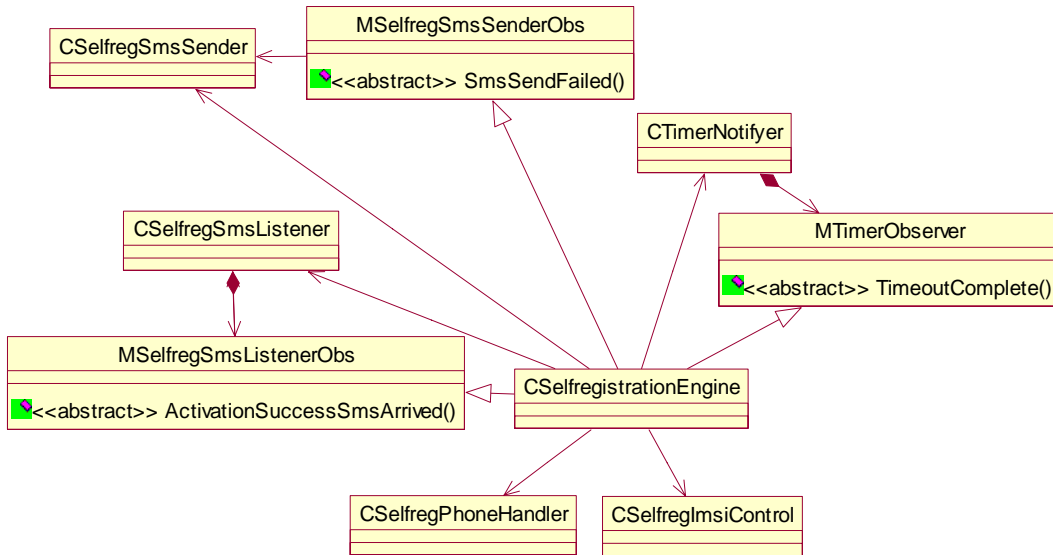 MSelfregSmsSenderObs
CSelfregSmsSender
<<abstract>> SmsSendFailed()
CTimerNotifyer
CSelfregSmsListener
MTimerObserver
<<abstract>> TimeoutComplete()
MSelfregSmsListenerObs
CSelfregistrationEngine
<<abstract>> ActivationSuccessSmsArrived()
CSelfregPhoneHandler
CSelfregImsiControl